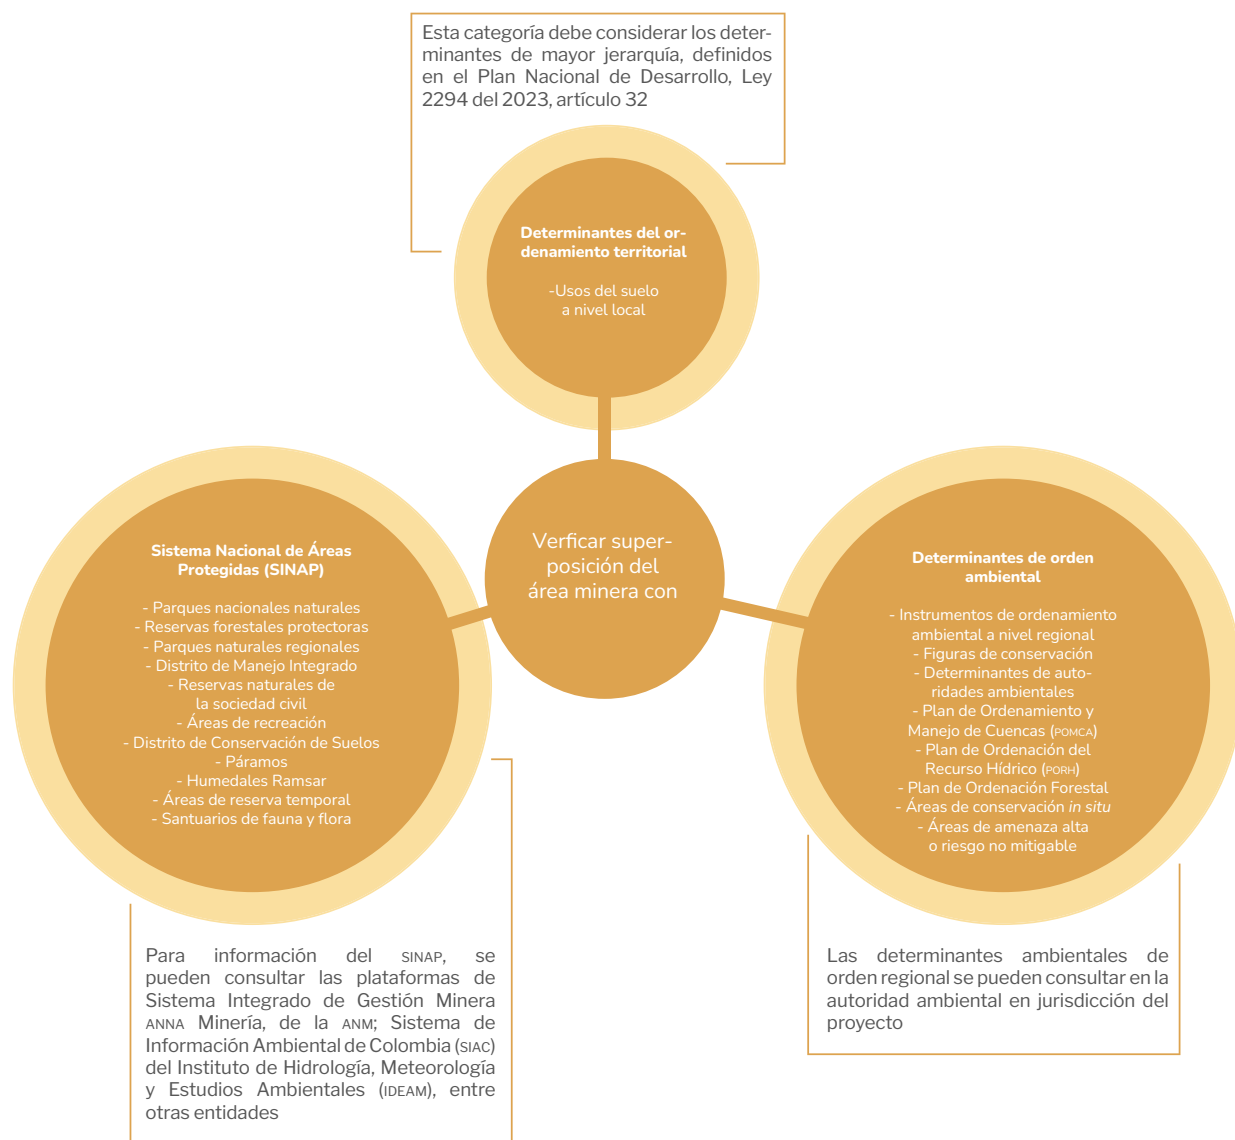 Esta categoría debe considerar los deter-
minantes de mayor jerarquía, definidos
en el Plan Nacional de Desarrollo, Ley
2294 del 2023, artículo 32
Determinantes del or-
denamiento territorial
-Usos del suelo
a nivel local
Verficar super-
posición del
área minera con
Sistema Nacional de Áreas
Protegidas (SINAP)
- Parques nacionales naturales
- Reservas forestales protectoras
- Parques naturales regionales
- Distrito de Manejo Integrado
- Reservas naturales de
la sociedad civil
- Áreas de recreación
- Distrito de Conservación de Suelos
- Páramos
- Humedales Ramsar
- Áreas de reserva temporal
- Santuarios de fauna y flora
Determinantes de orden
ambiental
- Instrumentos de ordenamiento
ambiental a nivel regional
- Figuras de conservación
- Determinantes de auto-
ridades ambientales
- Plan de Ordenamiento y
Manejo de Cuencas (POMCA)
- Plan de Ordenación del
Recurso Hídrico (PORH)
- Plan de Ordenación Forestal
- Áreas de conservación in situ
- Áreas de amenaza alta
o riesgo no mitigable
Para información del SINAP, se
pueden consultar las plataformas de
Sistema Integrado de Gestión Minera
ANNA Minería, de la ANM; Sistema de
Información Ambiental de Colombia (SIAC)
del Instituto de Hidrología, Meteorología
y Estudios Ambientales (IDEAM), entre
otras entidades
Las determinantes ambientales de
orden regional se pueden consultar en la
autoridad ambiental en jurisdicción del
proyecto